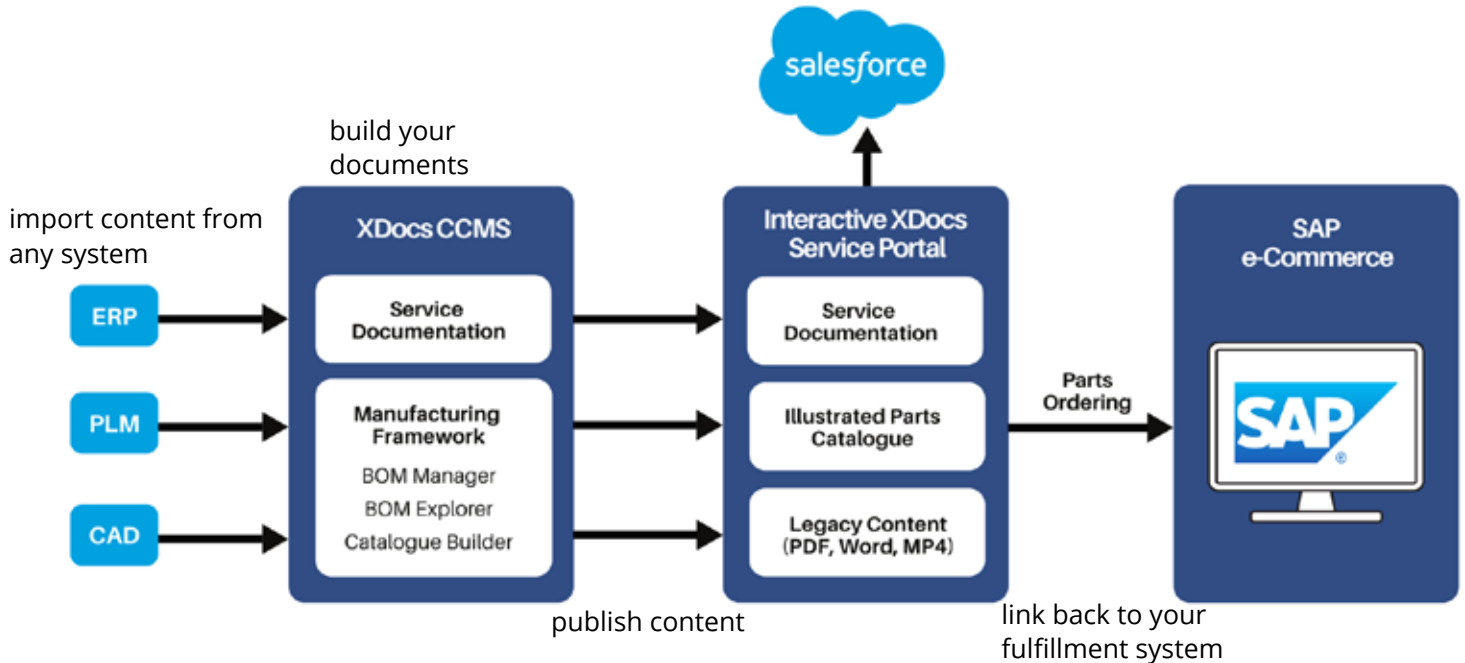 salesforce
build your
documents
import content from
any system
ERP
PLM
CAD
XDocs CCMS
Service
Documentation
Manufacturing
Framework
BOM Manager
BOM Explorer
Catalogue Builder
publish content
Interactive XDocs
Service Portal
Service
Documentation
Illustrated Parts
Catalogue
Legacy Content
(PDF, Word, MP4)
Parts
Ordering
link back to your
fulfillment system
SAP
e-Commerce
SAP
®